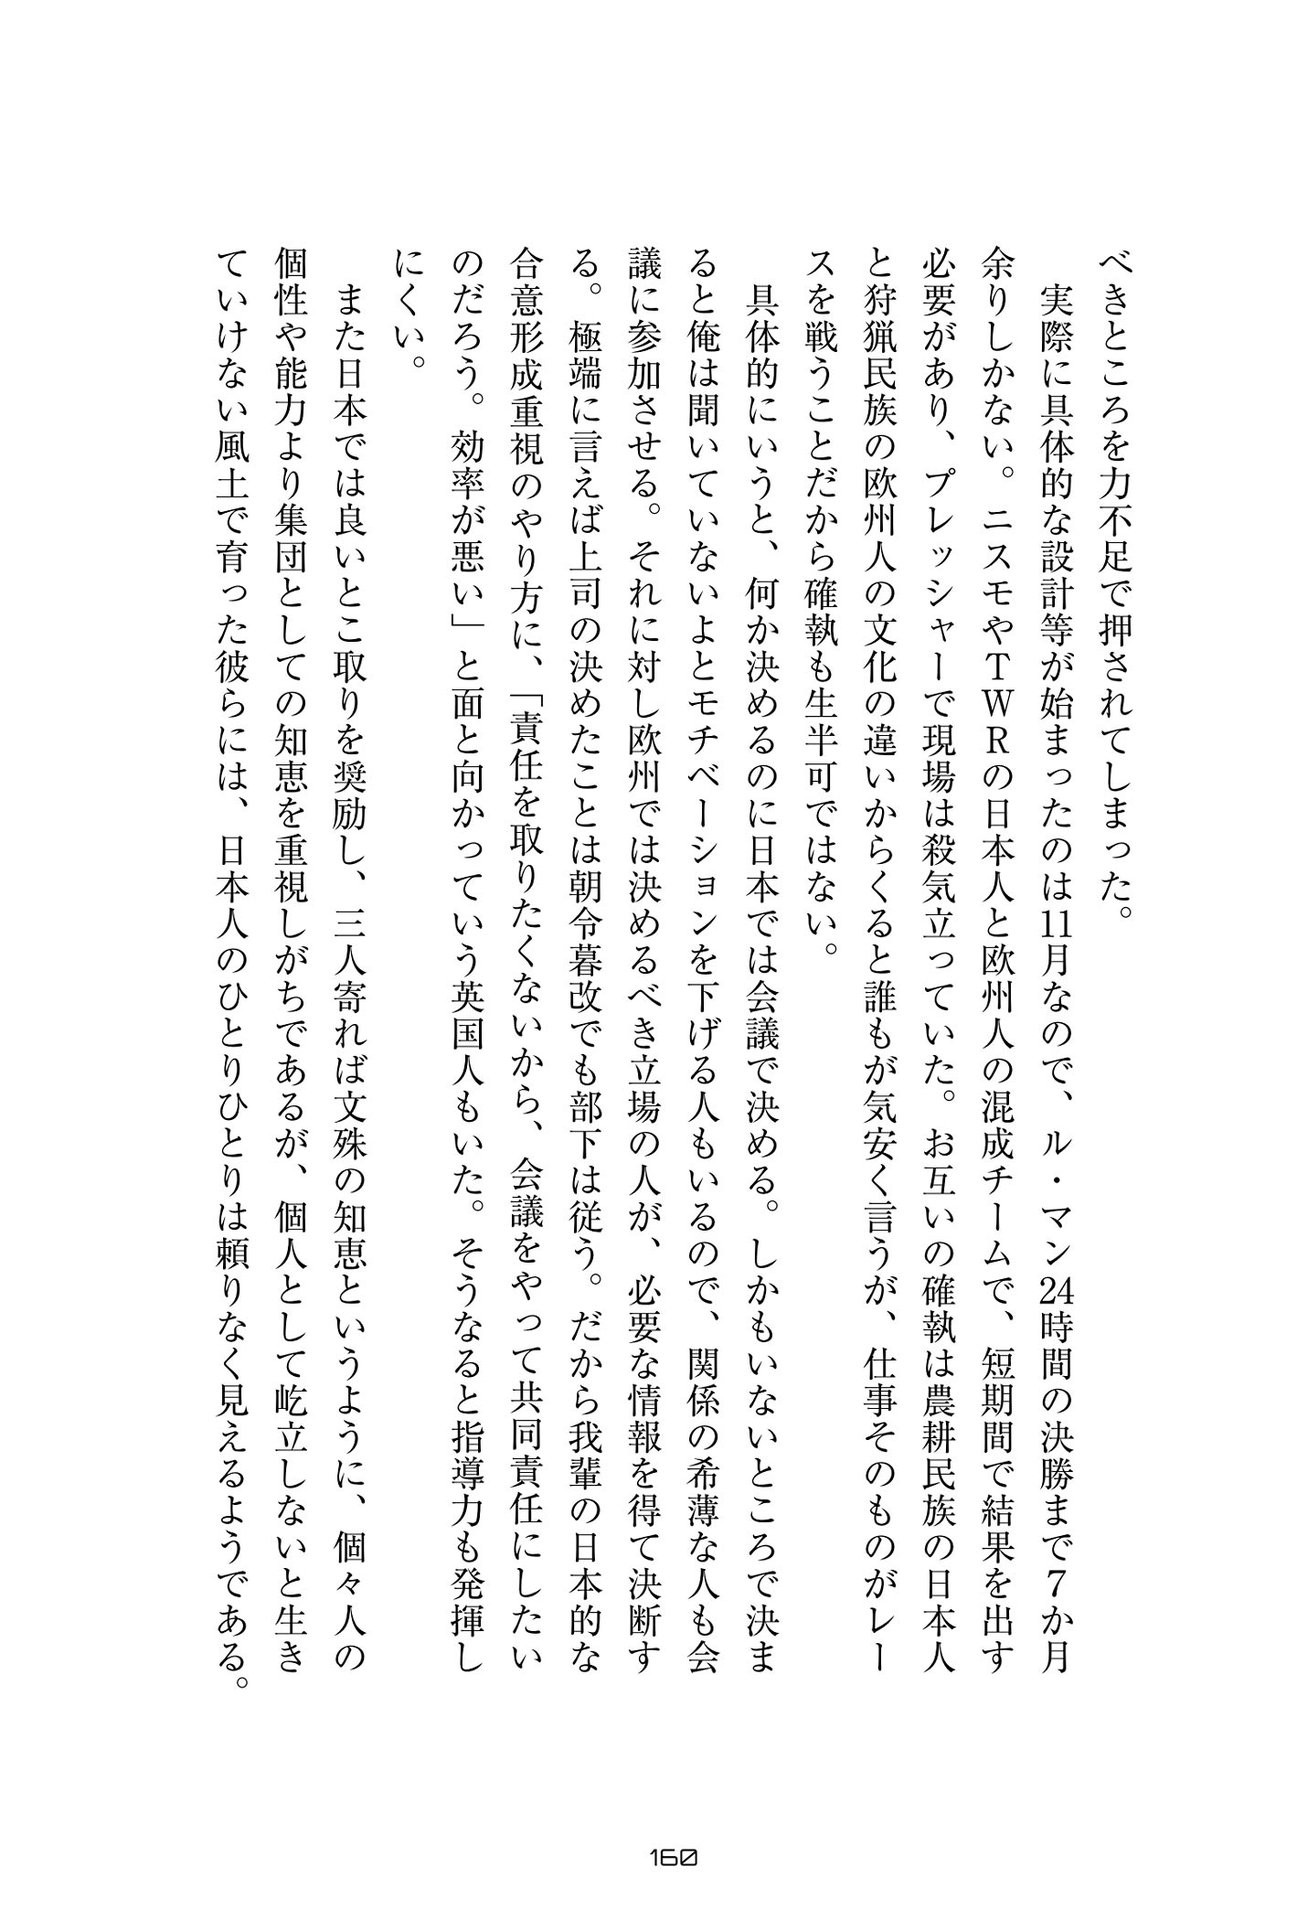 べきところを力不足で押されてしまった。
　実際に具体的な設計等が始まったのは11月なので、ル・マン24時間の決勝まで7か月
余りしかない。ニスモやTWRの日本人と欧州人の混成チームで、短期間で結果を出す
必要があり、プレッシャーで現場は殺気立っていた。お互いの確執は農耕民族の日本人
と狩猟民族の欧州人の文化の違いからくると誰もが気安く言うが、仕事そのものがレー
スを戦うことだから確執も生半可ではない。
　具体的にいうと、何か決めるのに日本では会議で決める。しかもいないところで決ま
ると俺は聞いていないよとモチベーションを下げる人もいるので、関係の希薄な人も会
議に参加させる。それに対し欧州では決めるべき立場の人が、必要な情報を得て決断す
る。極端に言えば上司の決めたことは朝令暮改でも部下は従う。だから我輩の日本的な
合意形成重視のやり方に、「責任を取りたくないから、会議をやって共同責任にしたい
のだろう。効率が悪い」と面と向かっていう英国人もいた。そうなると指導力も発揮し
にくい。
　また日本では良いとこ取りを奨励し、三人寄れば文殊の知恵というように、個々人の
個性や能力より集団としての知恵を重視しがちであるが、個人として屹立しないと生き
ていけない風土で育った彼らには、日本人のひとりひとりは頼りなく見えるようである。
160